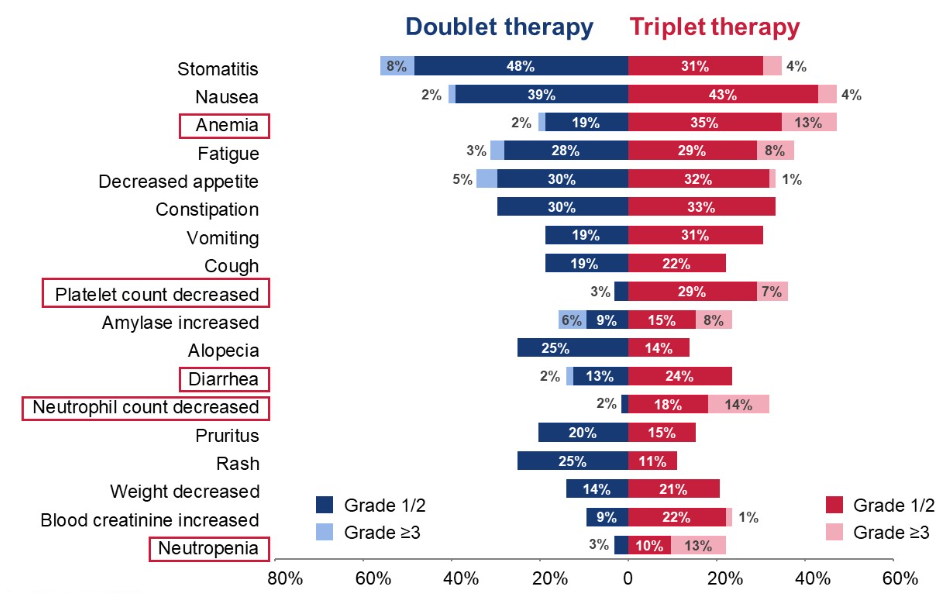 Doublet therapy Triplet therapy
Stomatitis 8% 48% 31% 4%
Nausea 2% 39% 43% 4%
Anemia 2% 19% 35% 13%
Fatigue 3% 28% 29% 8%
Decreased appetite 5% 30% 32% 1%
Constipation 30% 33%
Vomiting 19% 31%
Cough 19% 22%
Platelet count decreased 3% 29% 7%
Amylase increased 6% 9% 15% 8%
Alopecia 25% 14%
Diarrhea 2% 13% 24%
Neutrophil count decreased 2% 18% 14%
Pruritus 20% 15%
Rash 25% 11%
Weight decreased 14% 21%
Grade 1/2 Grade 1/2
Blood creatinine increased 9% 22% 1%
Grade ≥3 Grade ≥3
Neutropenia 3% 10% 13%
80% 60% 40% 20% 0 20% 40% 60%